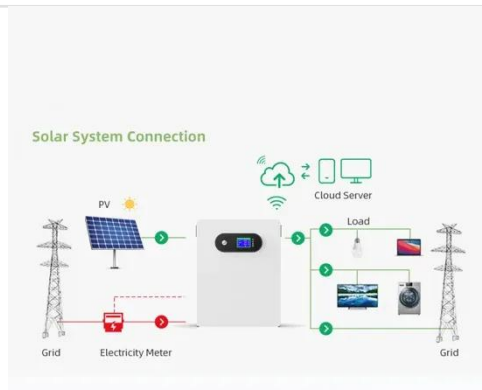 Solar System Connection
Cloud Server
PV
Load
Grid
Electricity Meter
Grid